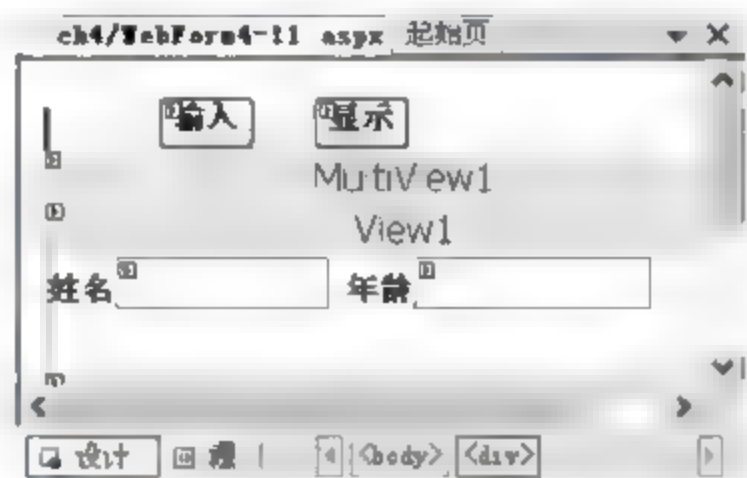 ch4/WebForm4-11 aspx 起始页
输入 显示
MultiView1
View1
姓名 年龄
设计 <body> <div>